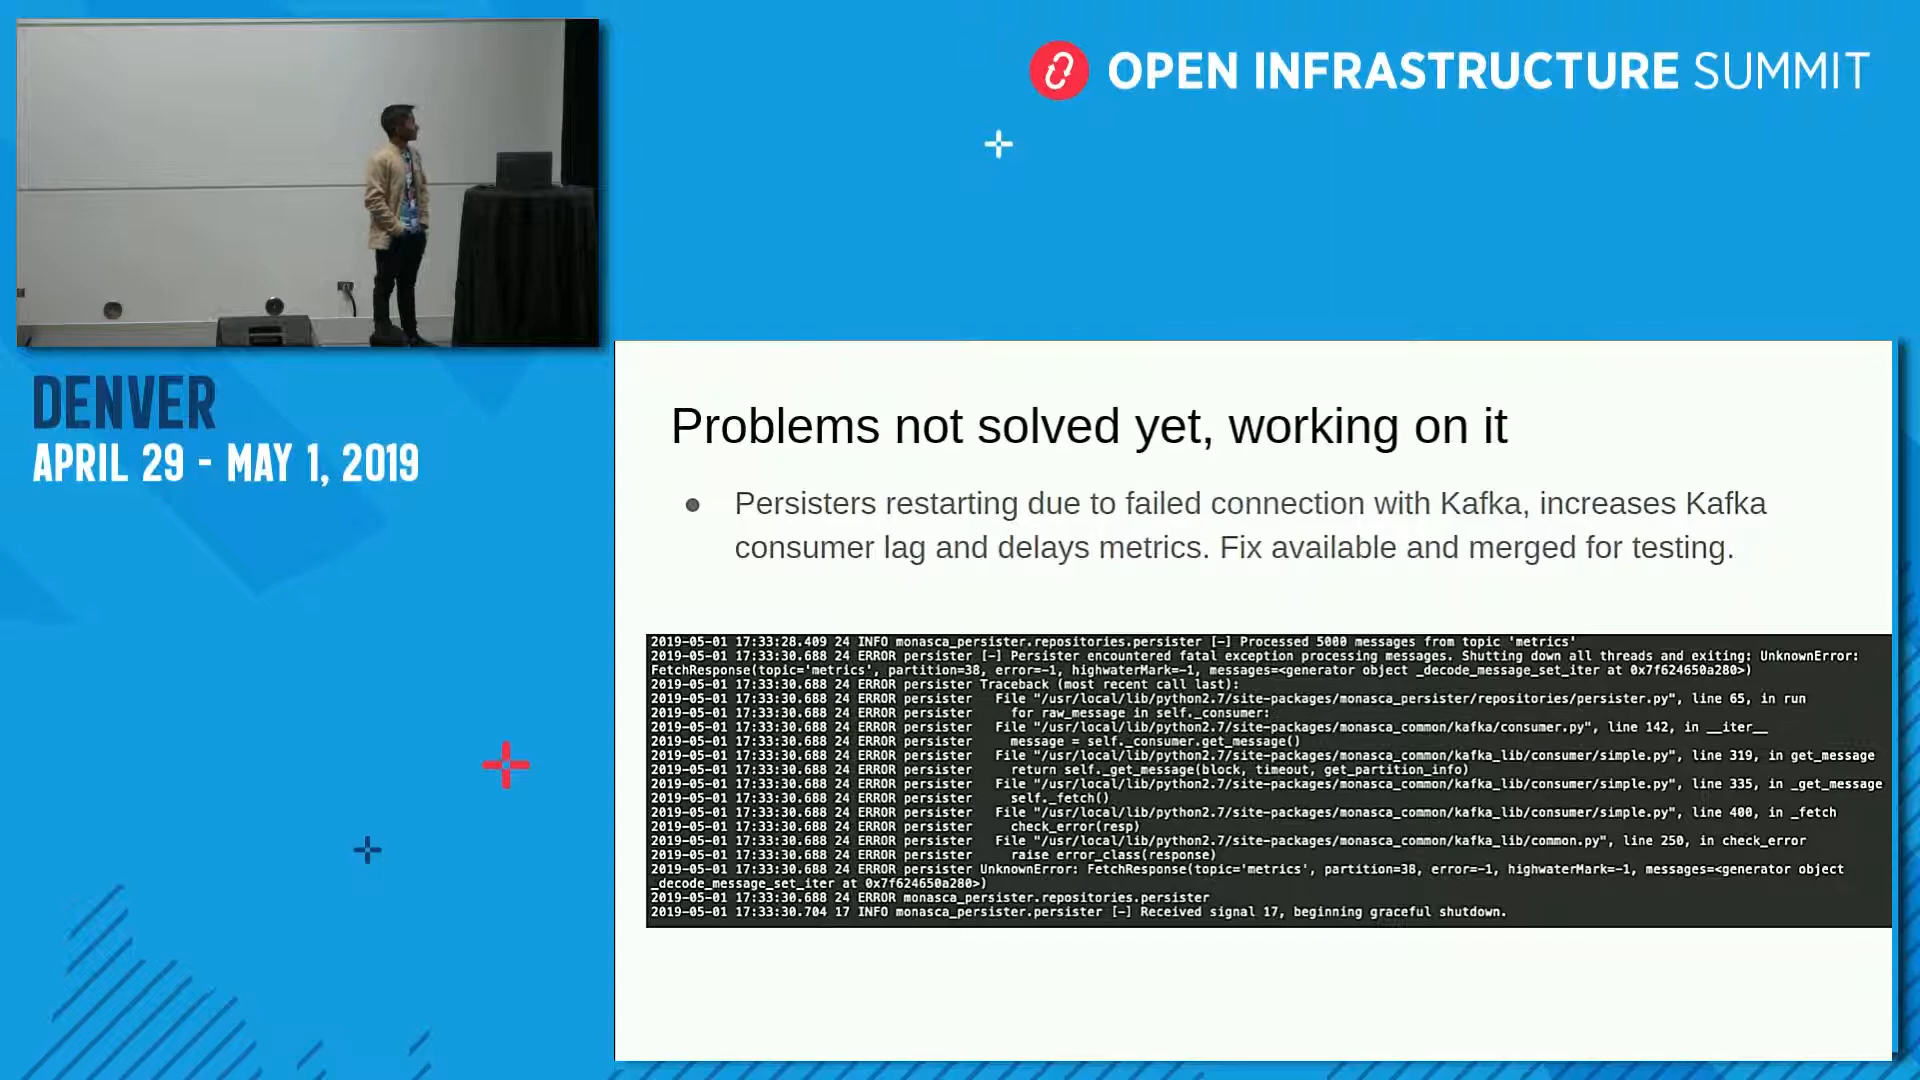 OPEN INFRASTRUCTURE SUMMIT
DENVER
APRIL 29 - MAY 1, 2019
Problems not solved yet, working on it
Persisters restarting due to failed connection with Kafka, increases Kafka
consumer lag and delays metrics. Fix available and merged for testing.
2019-05-01 17:33:28.409 24 INFO monasca_persister.repositories.persister [-] Processed 5000 messages from topic 'metrics'
2019-05-01 17:33:30.688 24 ERROR persister [-] Persister encountered fatal exception processing messages. Shutting down all threads and exiting: UnknownError:
FetchResponse(topic='metrics', partition=38, error=-1, highwaterMark=-1, messages=<generator object _decode_message_set_iter at 0x7f624650a280>)
2019-05-01 17:33:30.688 24 ERROR persister Traceback (most recent call last):
2019-05-01 17:33:30.688 24 ERROR persister   File "/usr/local/lib/python2.7/site-packages/monasca_persister/repositories/persister.py", line 65, in run
2019-05-01 17:33:30.688 24 ERROR persister     for raw_message in self._consumer:
2019-05-01 17:33:30.688 24 ERROR persister   File "/usr/local/lib/python2.7/site-packages/monasca_common/kafka/consumer.py", line 142, in __iter__
2019-05-01 17:33:30.688 24 ERROR persister     message = self._consumer.get_message()
2019-05-01 17:33:30.688 24 ERROR persister   File "/usr/local/lib/python2.7/site-packages/monasca_common/kafka_lib/consumer/simple.py", line 319, in get_message
2019-05-01 17:33:30.688 24 ERROR persister     return self._get_message(block, timeout, get_partition_info)
2019-05-01 17:33:30.688 24 ERROR persister   File "/usr/local/lib/python2.7/site-packages/monasca_common/kafka_lib/consumer/simple.py", line 335, in _get_message
2019-05-01 17:33:30.688 24 ERROR persister     self._fetch()
2019-05-01 17:33:30.688 24 ERROR persister   File "/usr/local/lib/python2.7/site-packages/monasca_common/kafka_lib/consumer/simple.py", line 400, in _fetch
2019-05-01 17:33:30.688 24 ERROR persister     check_error(resp)
2019-05-01 17:33:30.688 24 ERROR persister   File "/usr/local/lib/python2.7/site-packages/monasca_common/kafka_lib/common.py", line 250, in check_error
2019-05-01 17:33:30.688 24 ERROR persister     raise error_class(response)
2019-05-01 17:33:30.688 24 ERROR persister UnknownError: FetchResponse(topic='metrics', partition=38, error=-1, highwaterMark=-1, messages=<generator object
_decode_message_set_iter at 0x7f624650a280>)
2019-05-01 17:33:30.688 24 ERROR monasca_persister.repositories.persister
2019-05-01 17:33:30.704 17 INFO monasca_persister.persister [-] Received signal 17, beginning graceful shutdown.